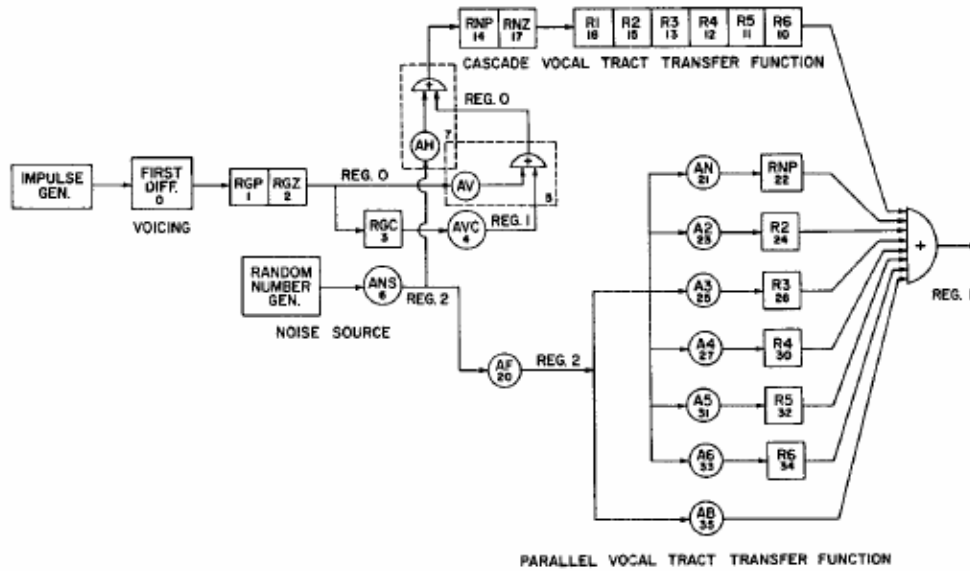 RNP
14
RNZ
17
R1
R2
R3
13
R4
12
R5
11
R6
10
CASCADE VOCAL TRACT TRANSFER FUNCTION
REG. 0
7
AH
IMPULSE
GEN.
FIRST
DIFF.
0
VOICING
RGP
1
RGZ
2
REG. 0
AV
RGC
3
AVC
4
REG. 1
RANDOM
NUMBER
GEN.
NOISE SOURCE
ANS
6
REG. 2
AF
20
REG. 2
AN
21
RNP
22
A2
23
R2
24
A3
25
R3
26
A4
27
R4
30
A5
31
R5
32
A6
33
R6
34
AB
35
+
REG.
PARALLEL VOCAL TRACT TRANSFER FUNCTION